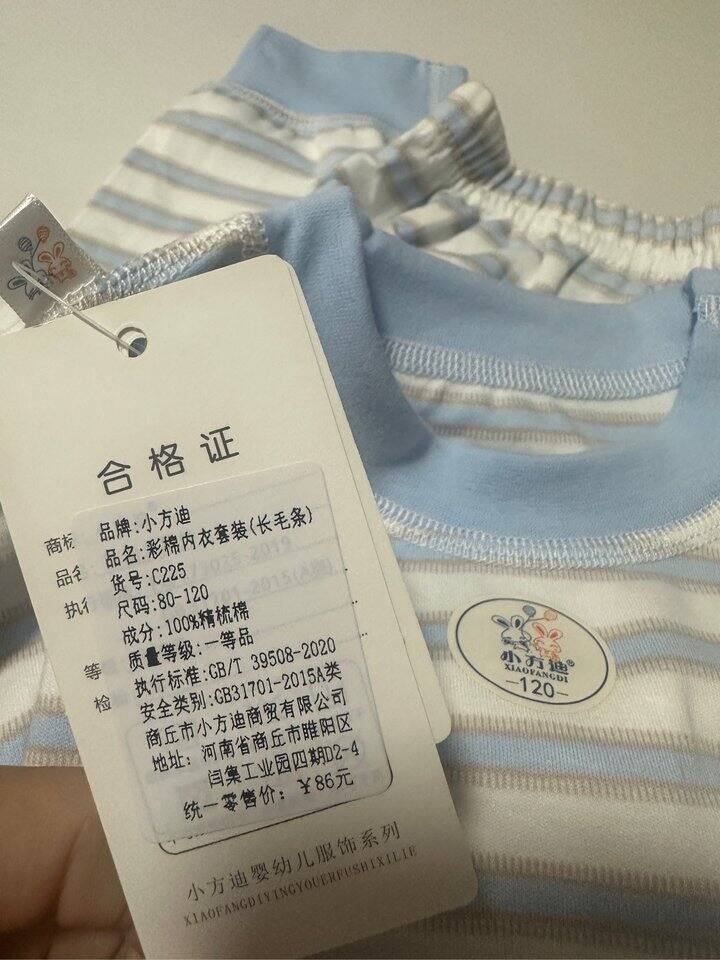 合格证
商标
品名
执行
等
检
品牌:小方迪
品名:彩棉内衣套装(长毛条)
货号:C225
尺码:80-120
成分:100%精梳棉
质量等级:一等品
执行标准:GB/T 39508-2020
安全类别:GB31701-2015A类
商丘市小方迪商贸有限公司
地址: 河南省商丘市睢阳区
闫集工业园四期D2-4
统一零售价: ¥86元
小方迪婴幼儿服饰系列
XIAOFANGDIYINGYOUERFUSHIXILIE
小方迪®
XIAOFANGDI
-120-